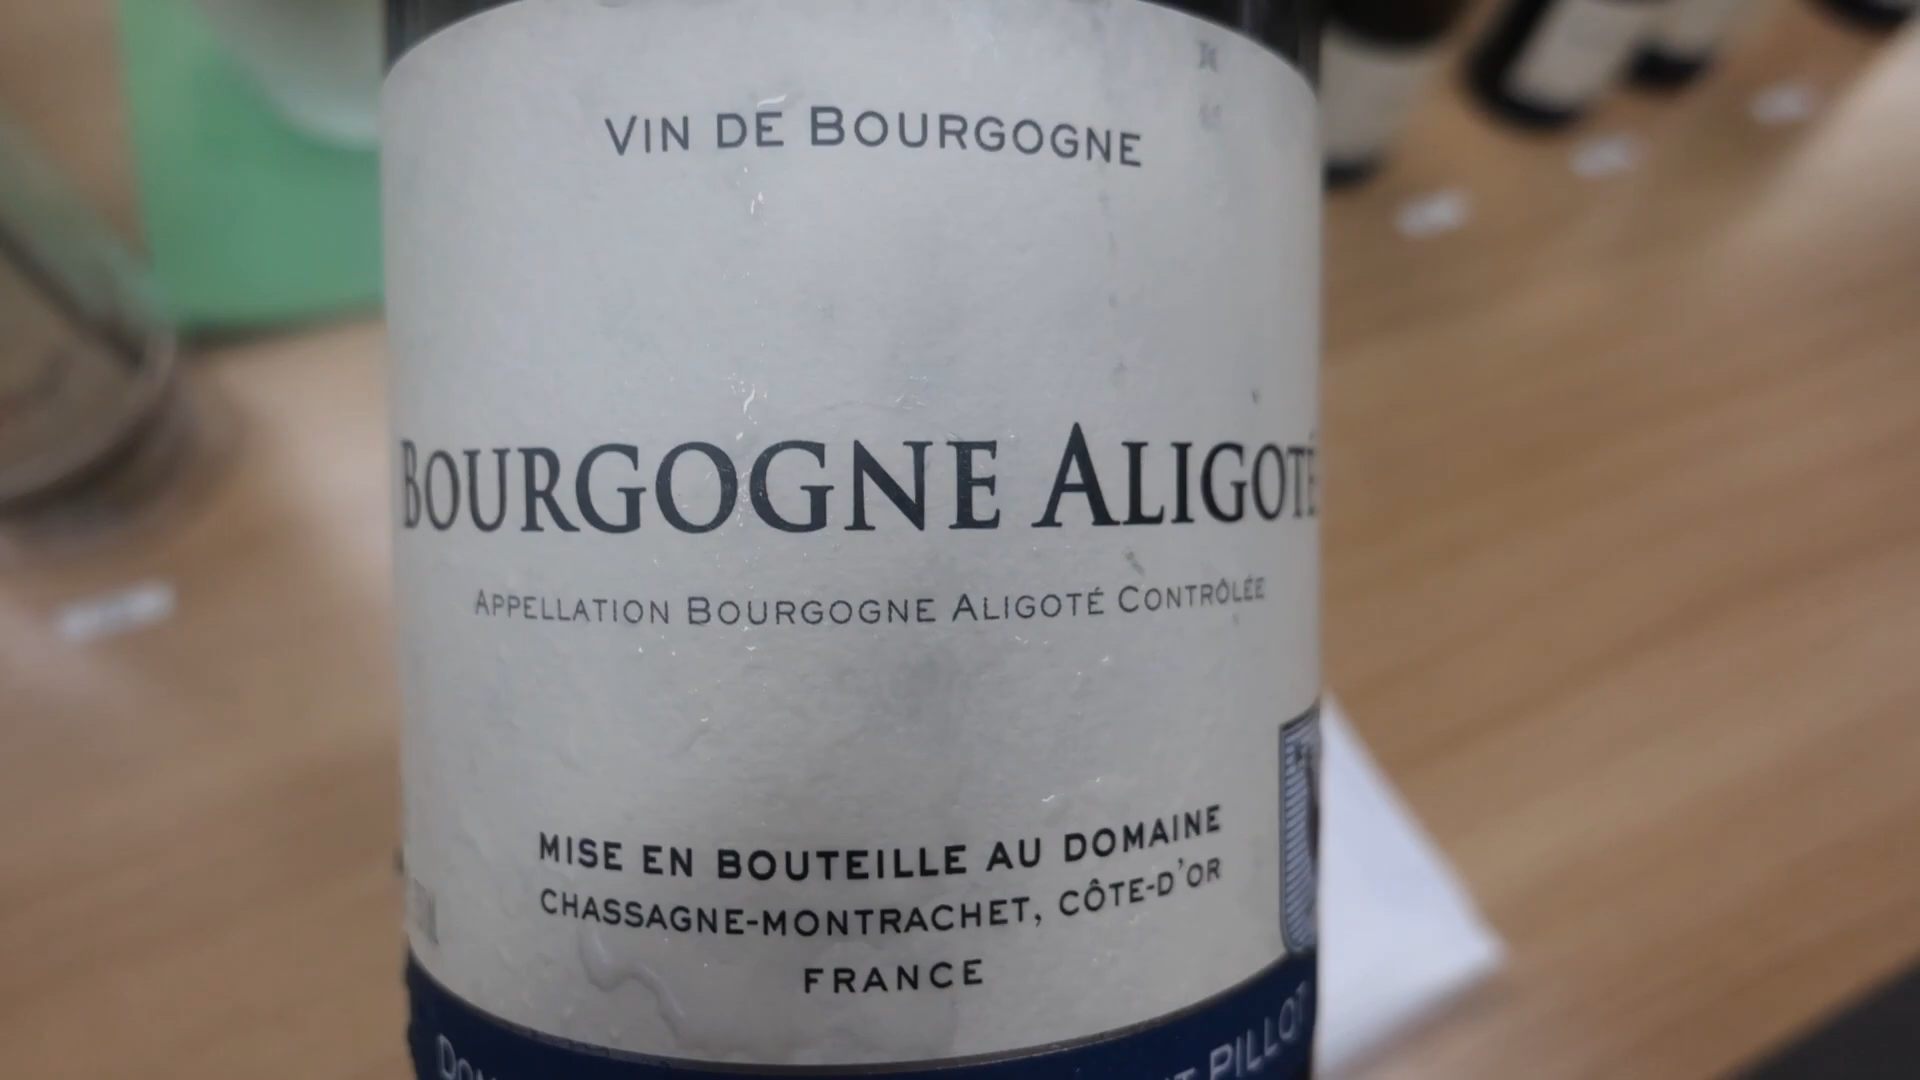 VIN DE BOURGOGNE
BOURGOGNE ALIGOTÉ
APPELLATION BOURGOGNE ALIGOTÉ CONTRÔLÉE
MISE EN BOUTEILLE AU DOMAINE
CHASSAGNE-MONTRACHET, CÔTE-D'OR
FRANCE
PILLOT